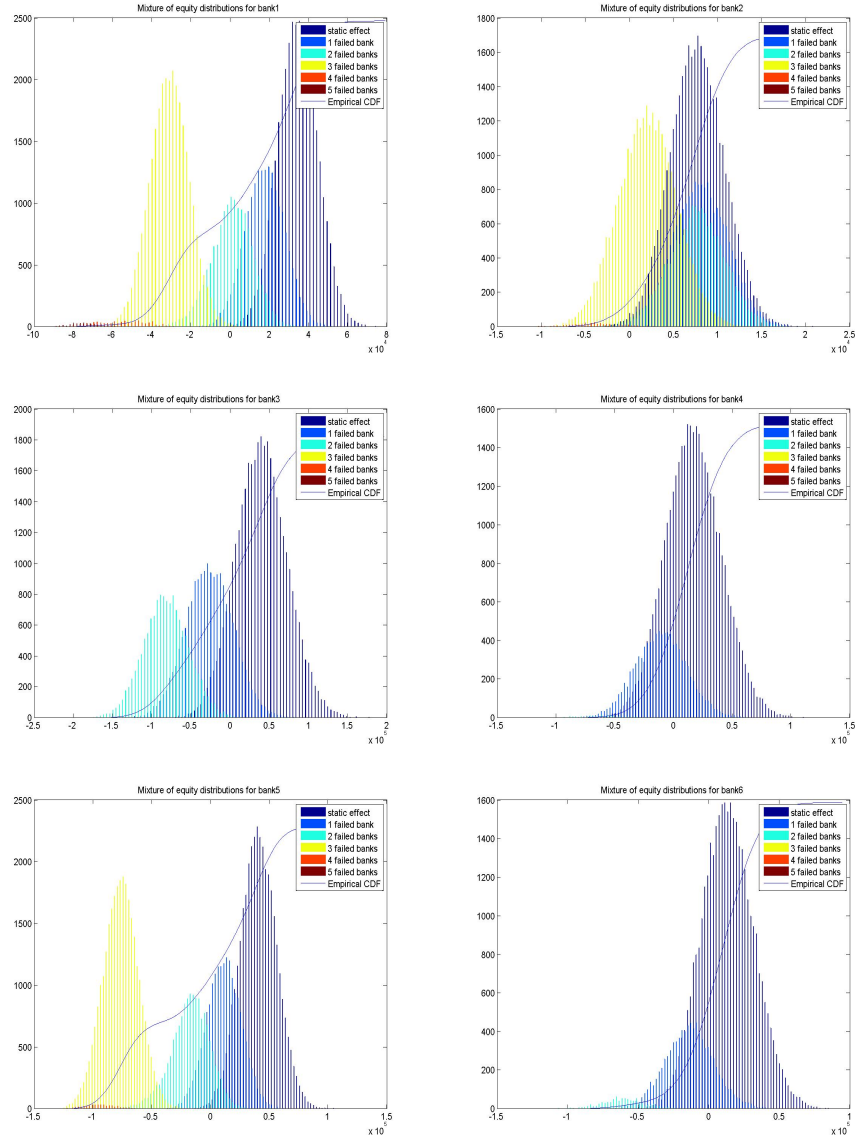 Mixture of equity distributions for bank1
2500
2000
1500
1000
500
0
static effect
1 failed bank
2 failed banks
3 failed banks
4 failed banks
5 failed banks
Empirical CDF
-10 -8 -6 -4 -2 0 2 4 6 8
x 10^4
Mixture of equity distributions for bank2
1800
1600
1400
1200
1000
800
600
400
200
0
static effect
1 failed bank
2 failed banks
3 failed banks
4 failed banks
5 failed banks
Empirical CDF
-1.5 -1 -0.5 0 0.5 1 1.5 2 2.5
x 10^4
Mixture of equity distributions for bank3
2000
1800
1600
1400
1200
1000
800
600
400
200
0
static effect
1 failed bank
2 failed banks
3 failed banks
4 failed banks
5 failed banks
Empirical CDF
-2.5 -2 -1.5 -1 -0.5 0 0.5 1 1.5 2
x 10^5
Mixture of equity distributions for bank4
1600
1400
1200
1000
800
600
400
200
0
static effect
1 failed bank
2 failed banks
3 failed banks
4 failed banks
5 failed banks
Empirical CDF
-1.5 -1 -0.5 0 0.5 1 1.5
x 10^5
Mixture of equity distributions for bank5
2500
2000
1500
1000
500
0
static effect
1 failed bank
2 failed banks
3 failed banks
4 failed banks
5 failed banks
Empirical CDF
-1.5 -1 -0.5 0 0.5 1 1.5
x 10^5
Mixture of equity distributions for bank6
1600
1400
1200
1000
800
600
400
200
0
static effect
1 failed bank
2 failed banks
3 failed banks
4 failed banks
5 failed banks
Empirical CDF
-1.5 -1 -0.5 0 0.5 1
x 10^5